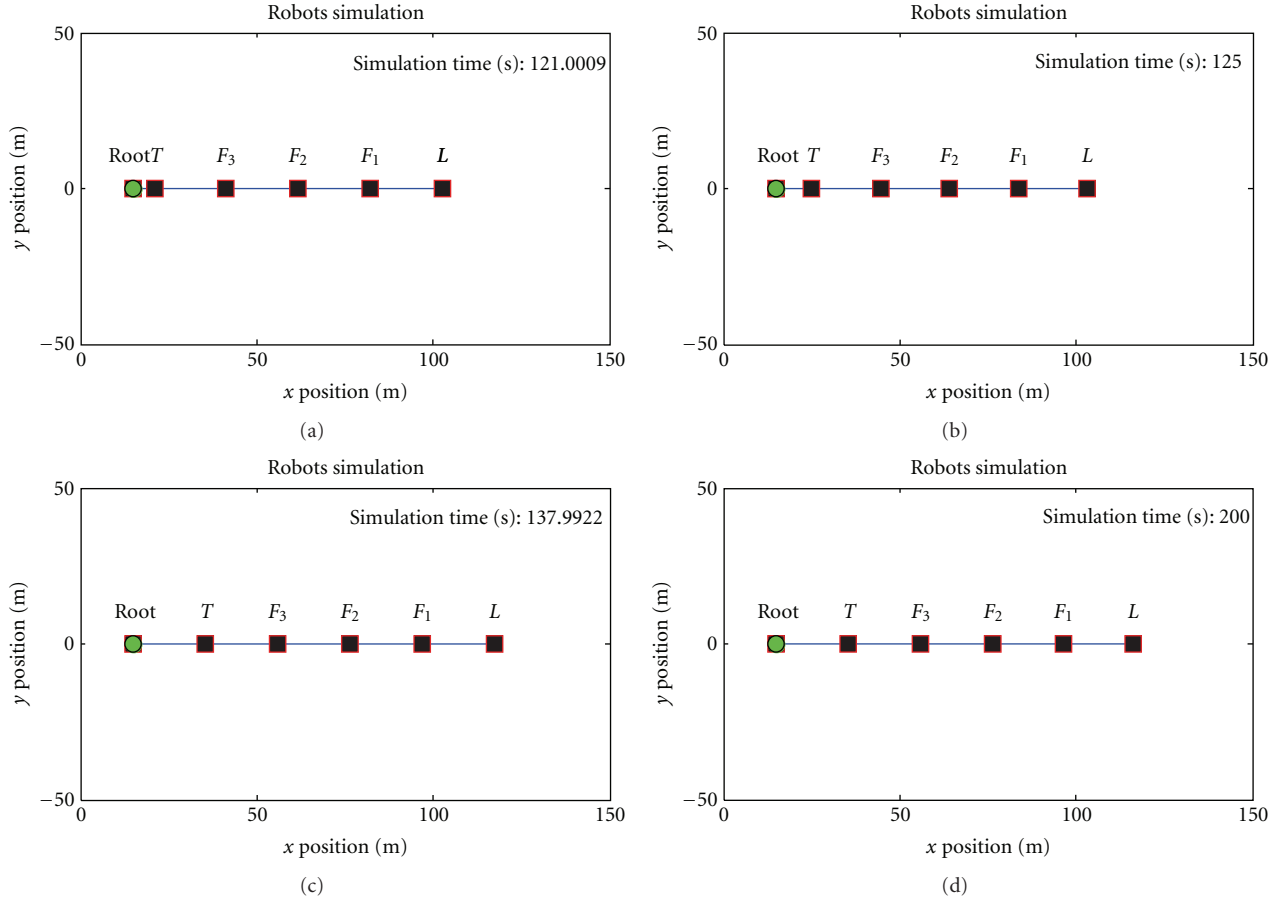 Robots simulation
50
Simulation time (s): 121.0009
y position (m)
Root T F3 F2 F1 L
0
−50
0 50 100 150
x position (m)
(a)
Robots simulation
50
Simulation time (s): 125
y position (m)
Root T F3 F2 F1 L
0
−50
0 50 100 150
x position (m)
(b)
Robots simulation
50
Simulation time (s): 137.9922
y position (m)
Root T F3 F2 F1 L
0
−50
0 50 100 150
x position (m)
(c)
Robots simulation
50
Simulation time (s): 200
y position (m)
Root T F3 F2 F1 L
0
−50
0 50 100 150
x position (m)
(d)